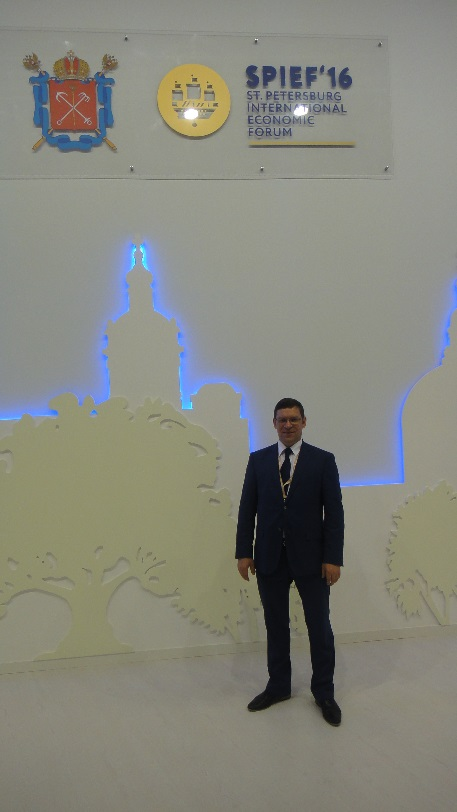 SPIEF'16
ST. PETERSBURG
INTERNATIONAL
ECONOMIC
FORUM